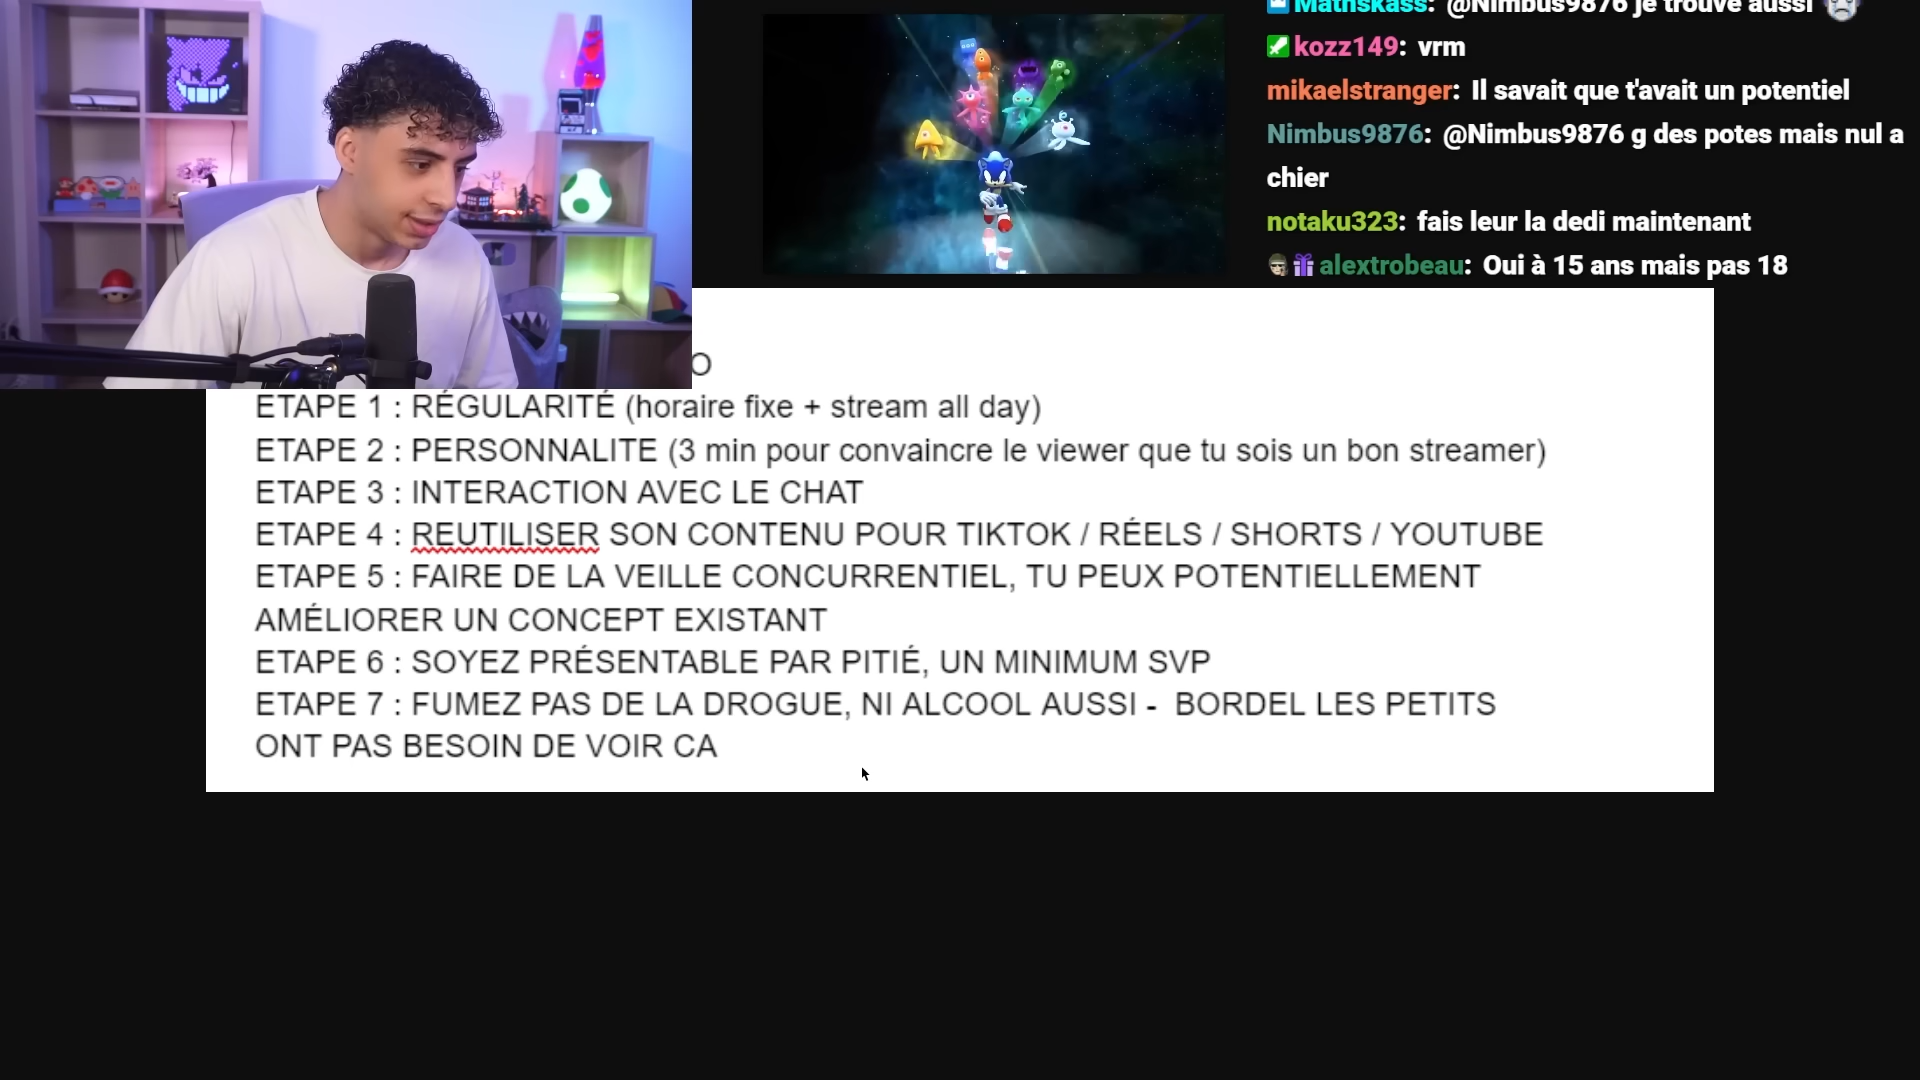 Mathskass: @Nimbus9876 je trouve aussi
kozz149: vrm
mikaelstranger: Il savait que t'avait un potentiel
Nimbus9876: @Nimbus9876 g des potes mais nul a
chier
notaku323: fais leur la dedi maintenant
alextrobeau: Oui à 15 ans mais pas 18
O
ETAPE 1 : RÉGULARITÉ (horaire fixe + stream all day)
ETAPE 2 : PERSONNALITE (3 min pour convaincre le viewer que tu sois un bon streamer)
ETAPE 3 : INTERACTION AVEC LE CHAT
ETAPE 4 : REUTILISER SON CONTENU POUR TIKTOK / RÉELS / SHORTS / YOUTUBE
ETAPE 5 : FAIRE DE LA VEILLE CONCURRENTIEL, TU PEUX POTENTIELLEMENT
AMÉLIORER UN CONCEPT EXISTANT
ETAPE 6 : SOYEZ PRÉSENTABLE PAR PITIÉ, UN MINIMUM SVP
ETAPE 7 : FUMEZ PAS DE LA DROGUE, NI ALCOOL AUSSI - BORDEL LES PETITS
ONT PAS BESOIN DE VOIR CA